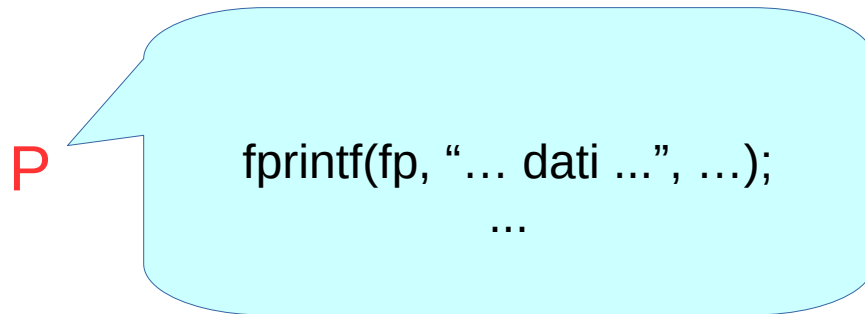 P
fprintf(fp, “… dati ...”, …);
...